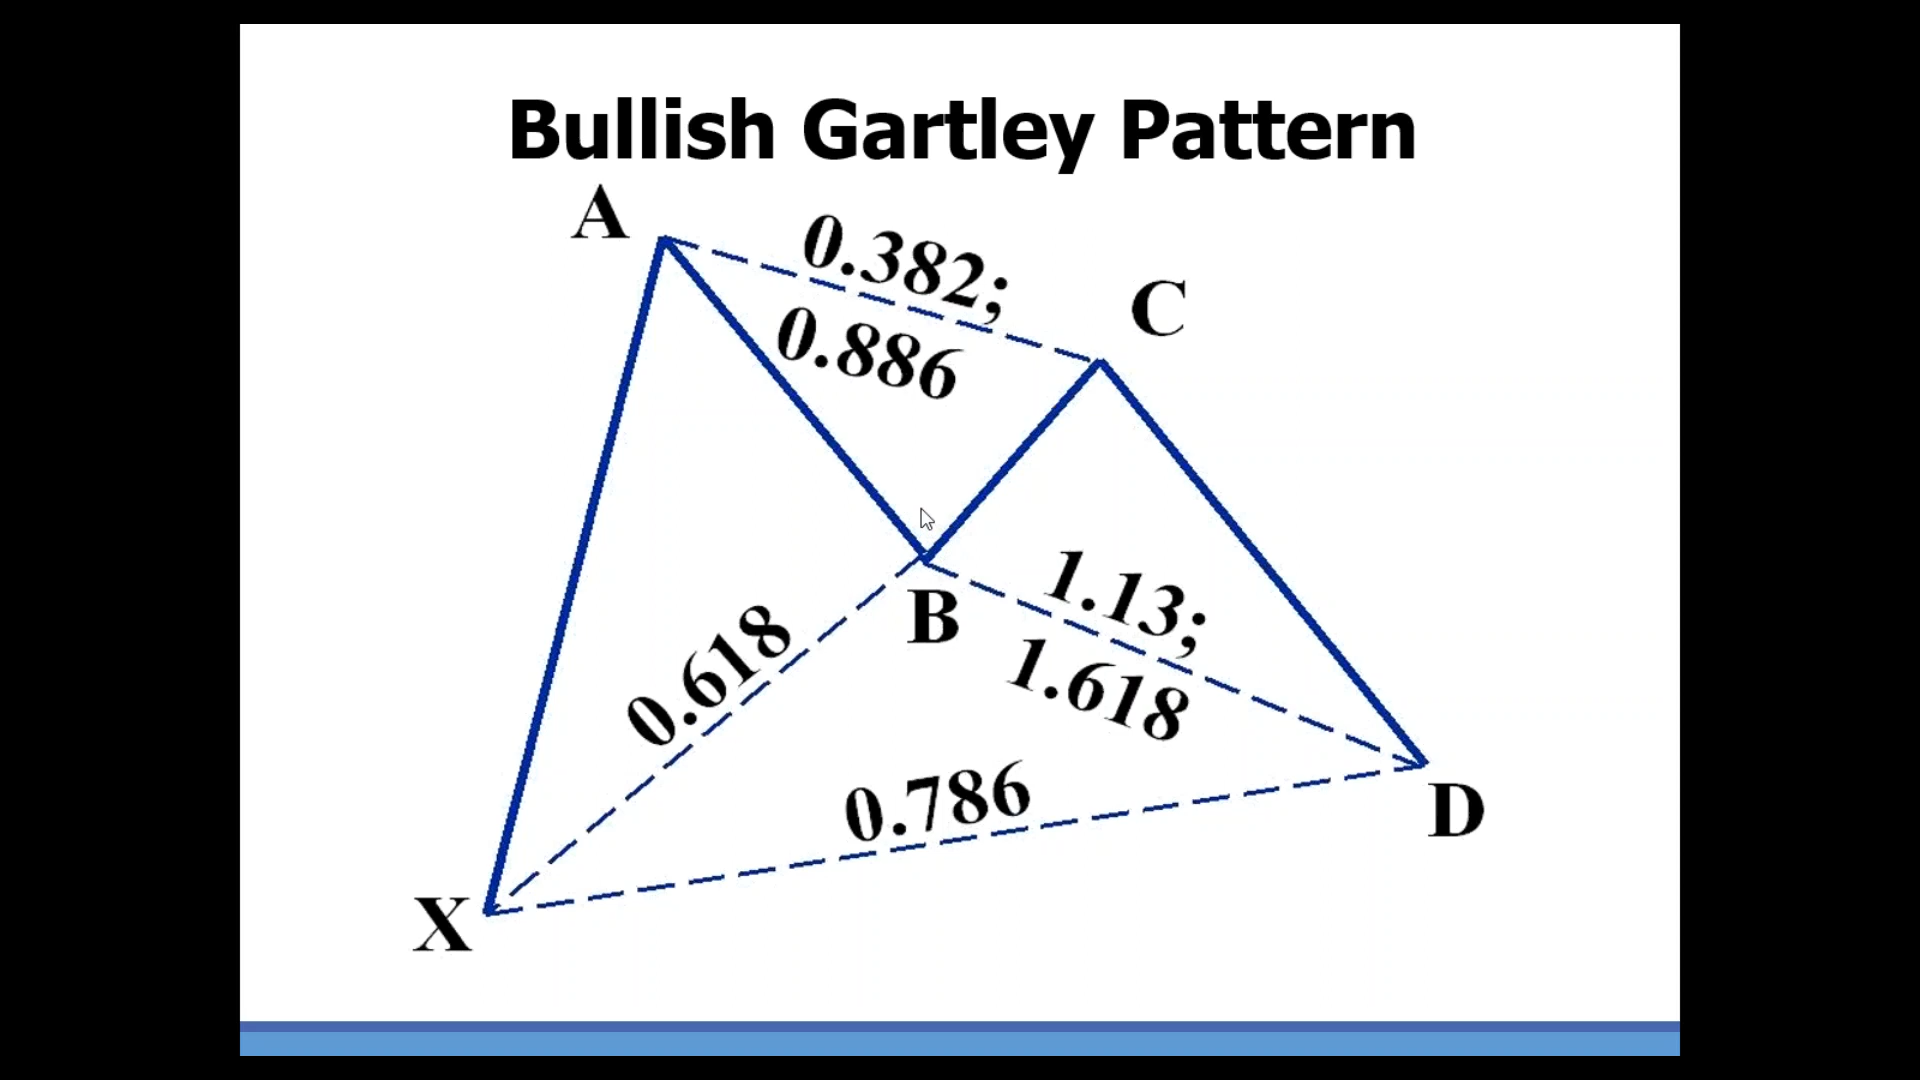 Bullish Gartley Pattern
A
0.382;
0.886
C
B
1.13;
1.618
0.618
0.786
D
X